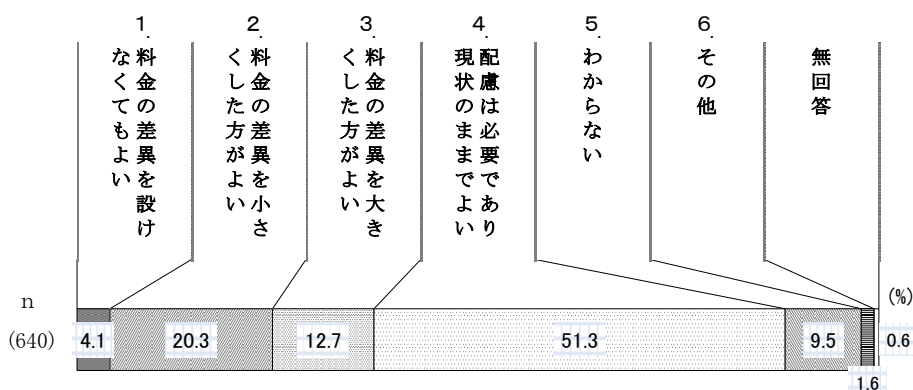 1.
料金の差異を設け
なくてもよい
2.
料金の差異を小さ
くした方がよい
3.
料金の差異を大き
くした方がよい
4.
配慮は必要であり
現状のままでよい
5.
わからない
6.
その他
無回答
n
(%)
(640)
4.1
20.3
12.7
51.3
9.5
0.6
1.6